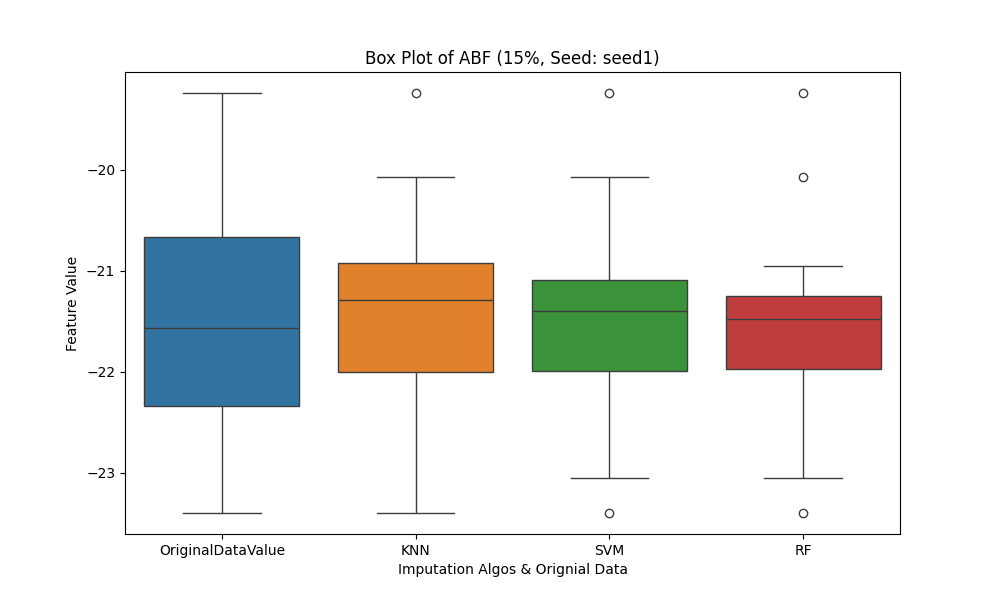 Box Plot of ABF (15%, Seed: seed1)
−20
−21
−22
−23
Feature Value
OriginalDataValue
KNN
SVM
RF
Imputation Algos & Orignial Data